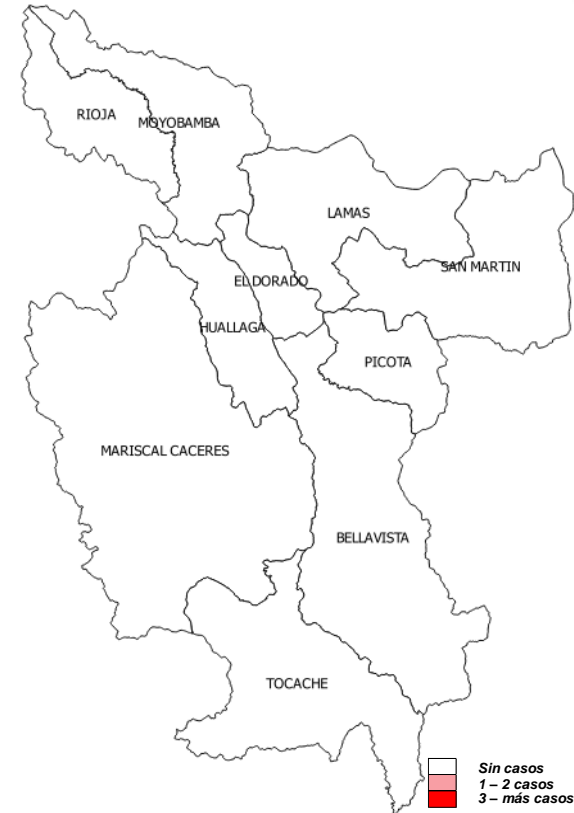 RIOJA
MOYOBAMBA
LAMAS
SAN MARTIN
EL DORADO
HUALLAGA
PICOTA
MARISCAL CACERES
BELLAVISTA
TOCACHE
Sin casos
1 – 2 casos
3 – más casos